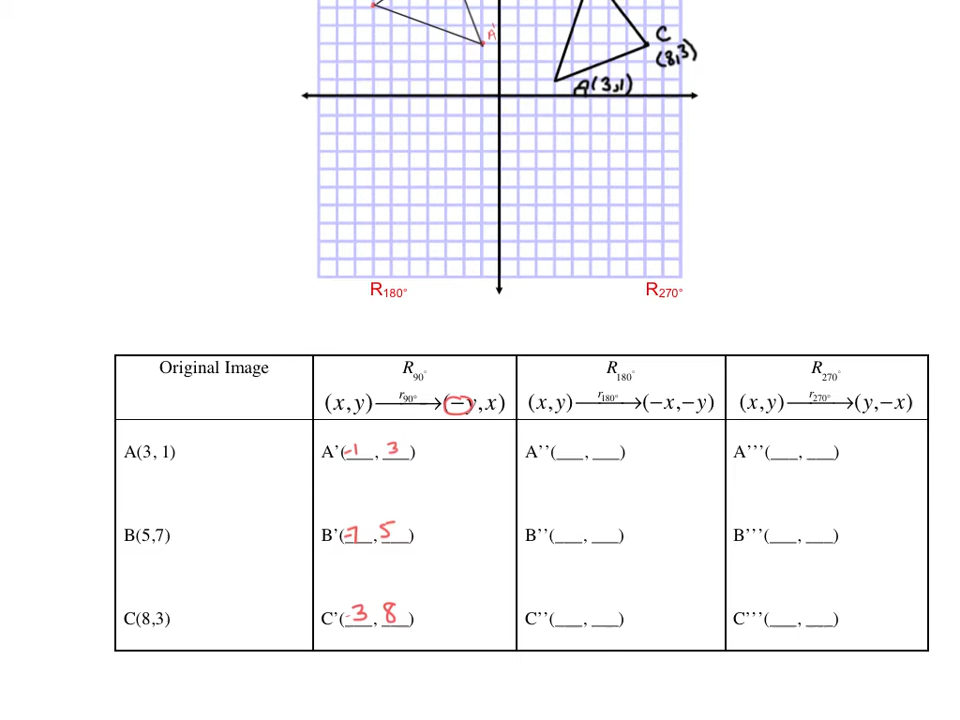 A'
C
(8,3)
A(3,1)
R180°
R270°
Original Image R90° R180° R270°
(x,y) r90° → (−y,x) (x,y) r180° → (−x,−y) (x,y) r270° → (y,−x)
A(3, 1) A'(-1, 3) A''(___, ___) A'''(___, ___)
B(5,7) B'(-7, 5) B''(___, ___) B'''(___, ___)
C(8,3) C'(-3, 8) C''(___, ___) C'''(___, ___)